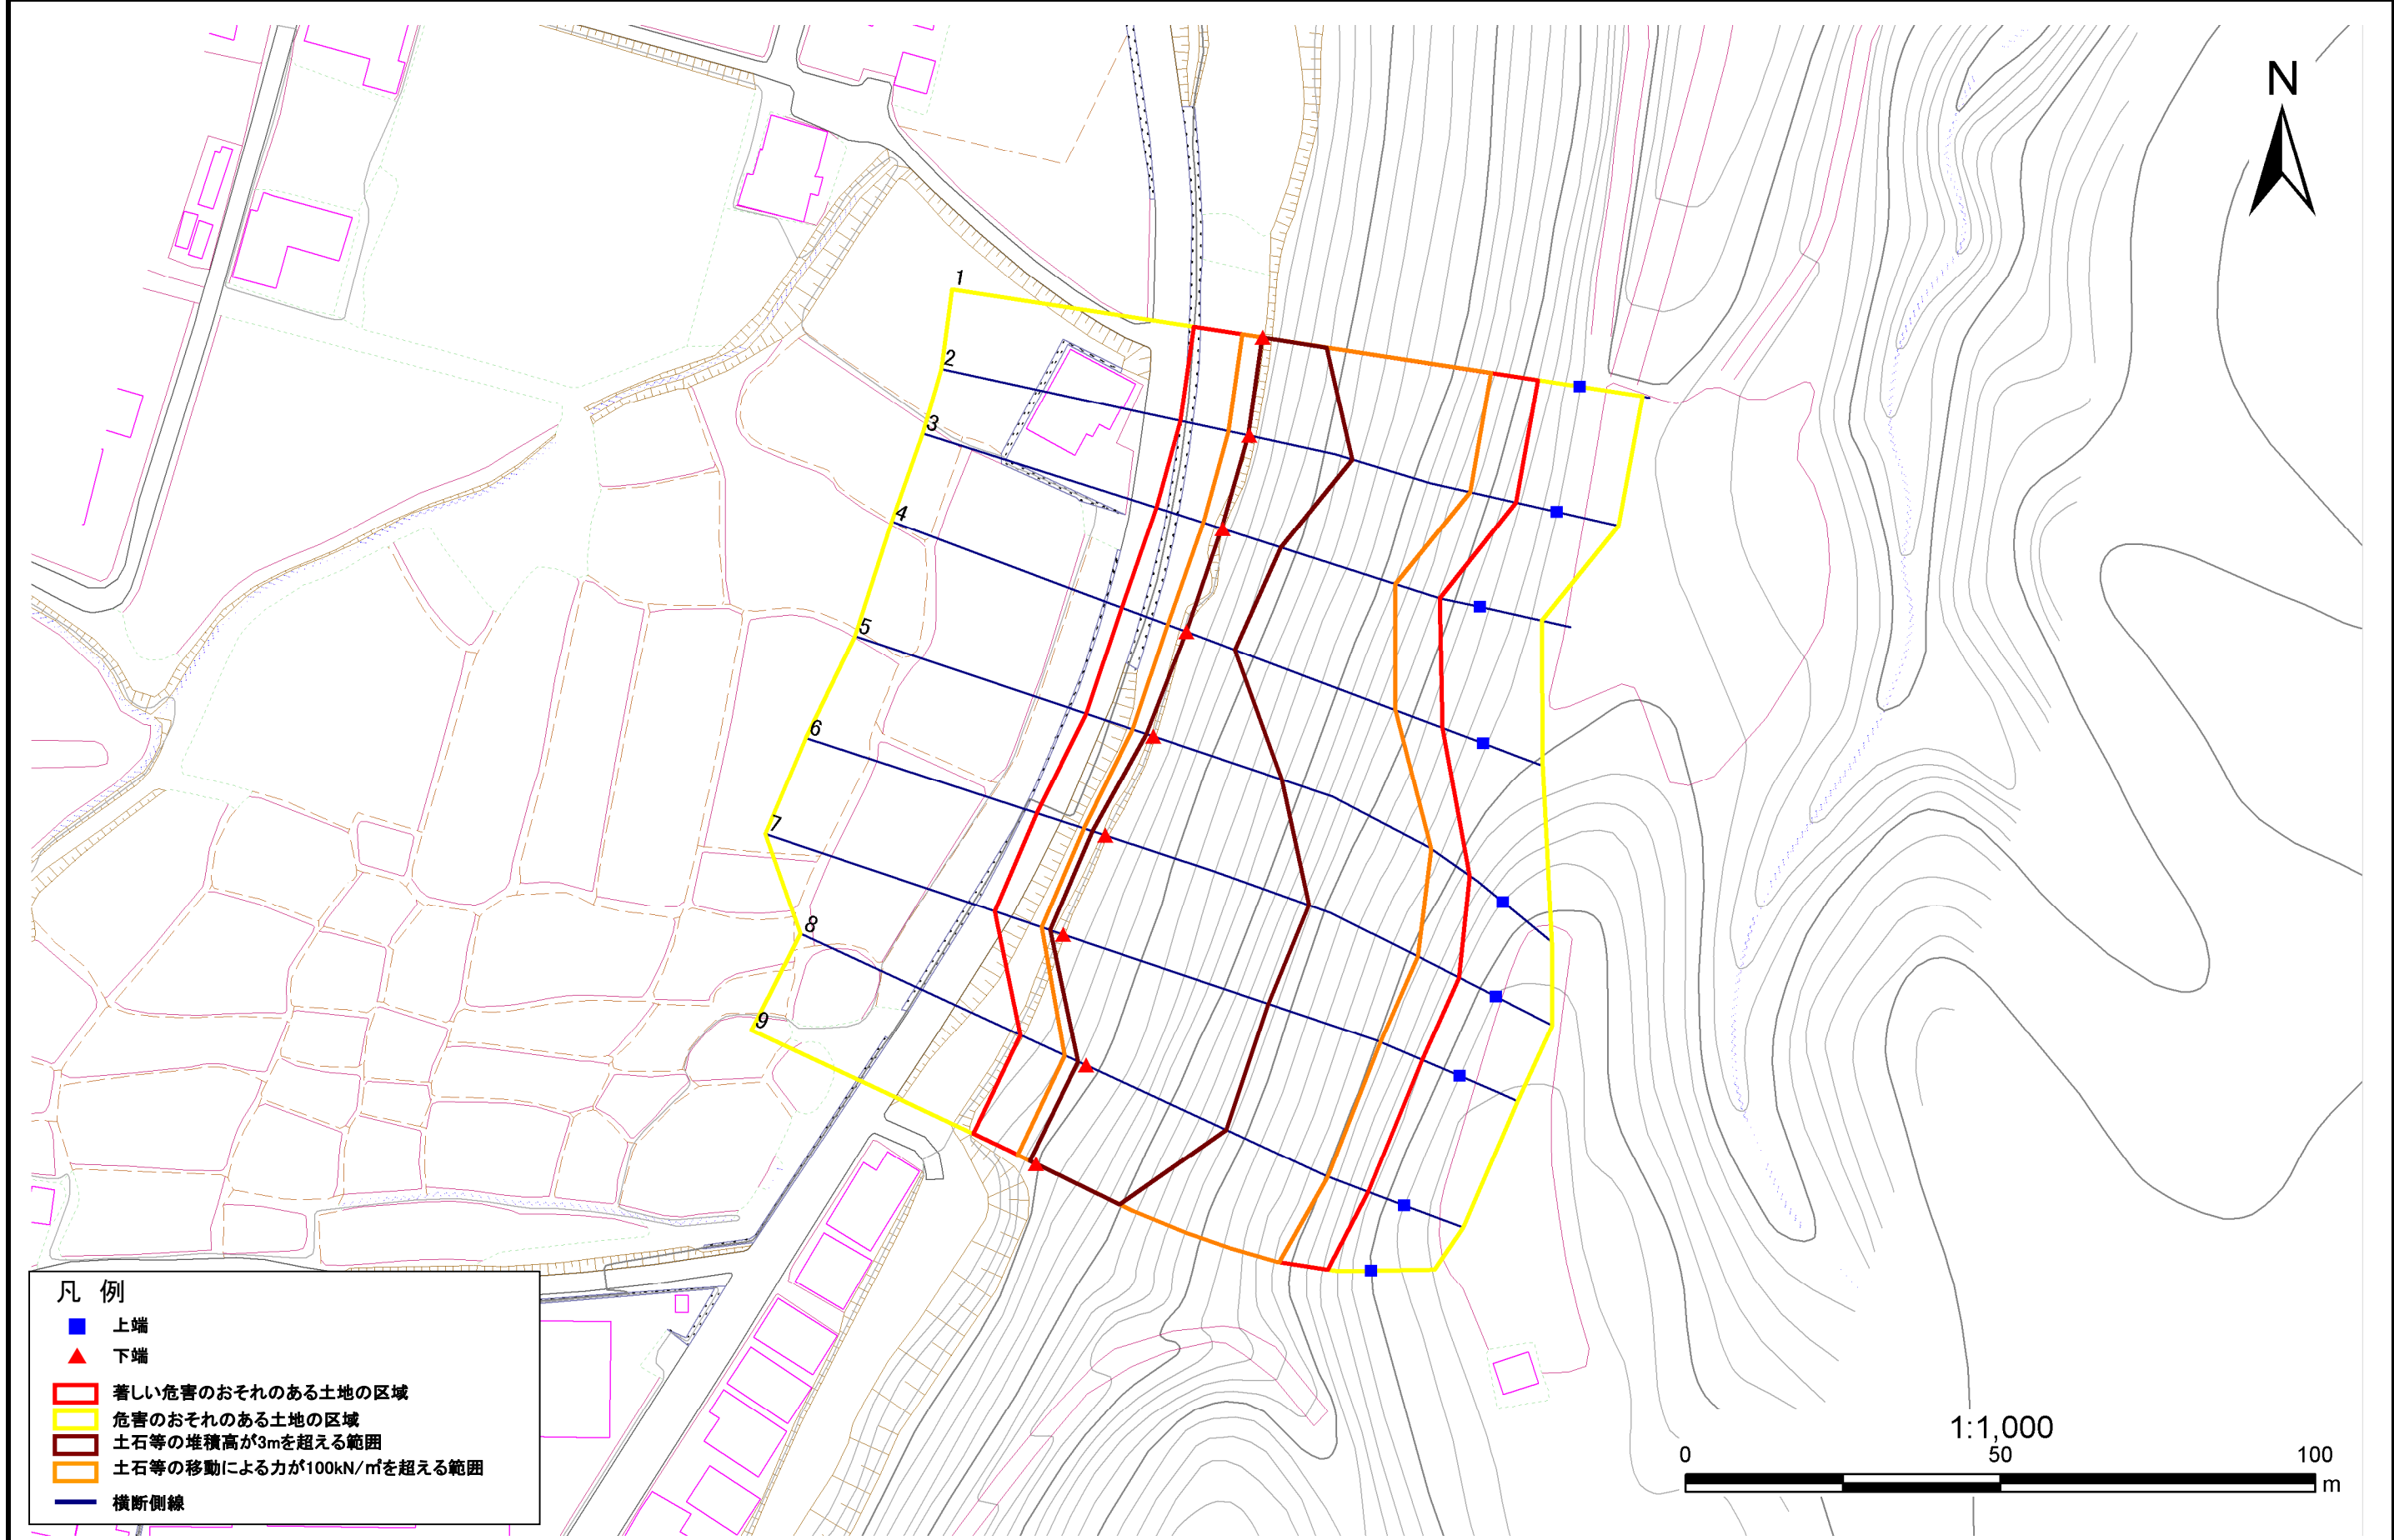 N
1
2
3
4
5
6
7
8
9
凡 例
上端
下端
著しい危害のおそれのある土地の区域
危害のおそれのある土地の区域
土石等の堆積高が3mを超える範囲
土石等の移動による力が100kN/㎡を超える範囲
横断側線
1:1,000
0 50 100
m